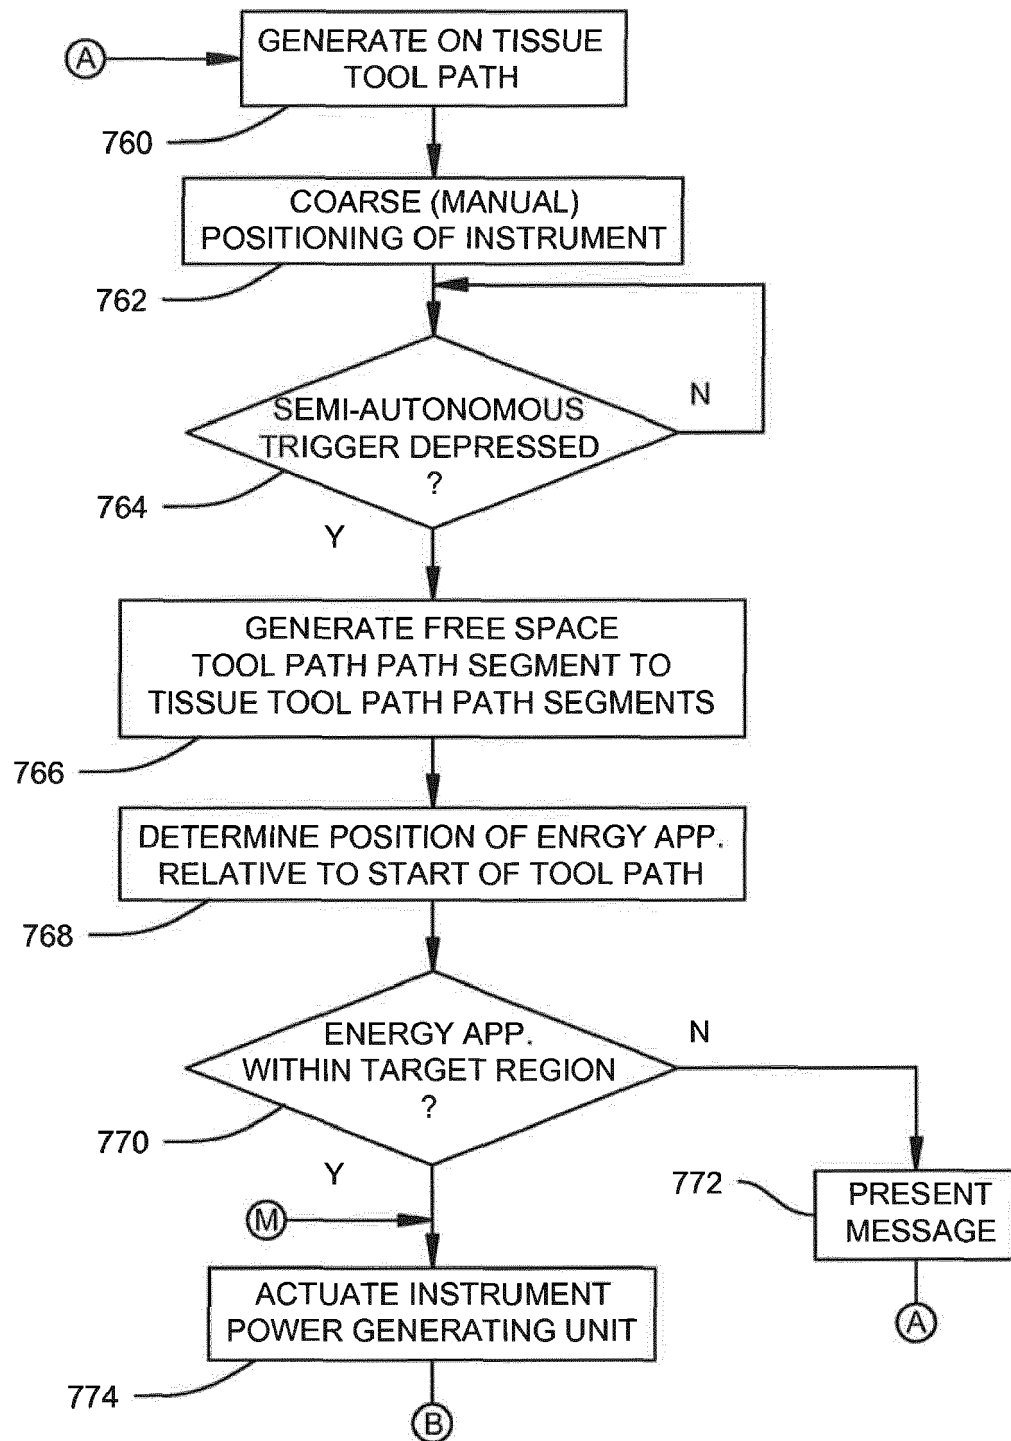 GENERATE ON TISSUE
TOOL PATH
A
760
COARSE (MANUAL)
POSITIONING OF INSTRUMENT
762
SEMI-AUTONOMOUS
TRIGGER DEPRESSED
?
N
764
Y
GENERATE FREE SPACE
TOOL PATH PATH SEGMENT TO
TISSUE TOOL PATH PATH SEGMENTS
766
DETERMINE POSITION OF ENRGY APP.
RELATIVE TO START OF TOOL PATH
768
ENERGY APP.
WITHIN TARGET REGION
?
N
770
Y
772
PRESENT
MESSAGE
M
A
ACTUATE INSTRUMENT
POWER GENERATING UNIT
774
B